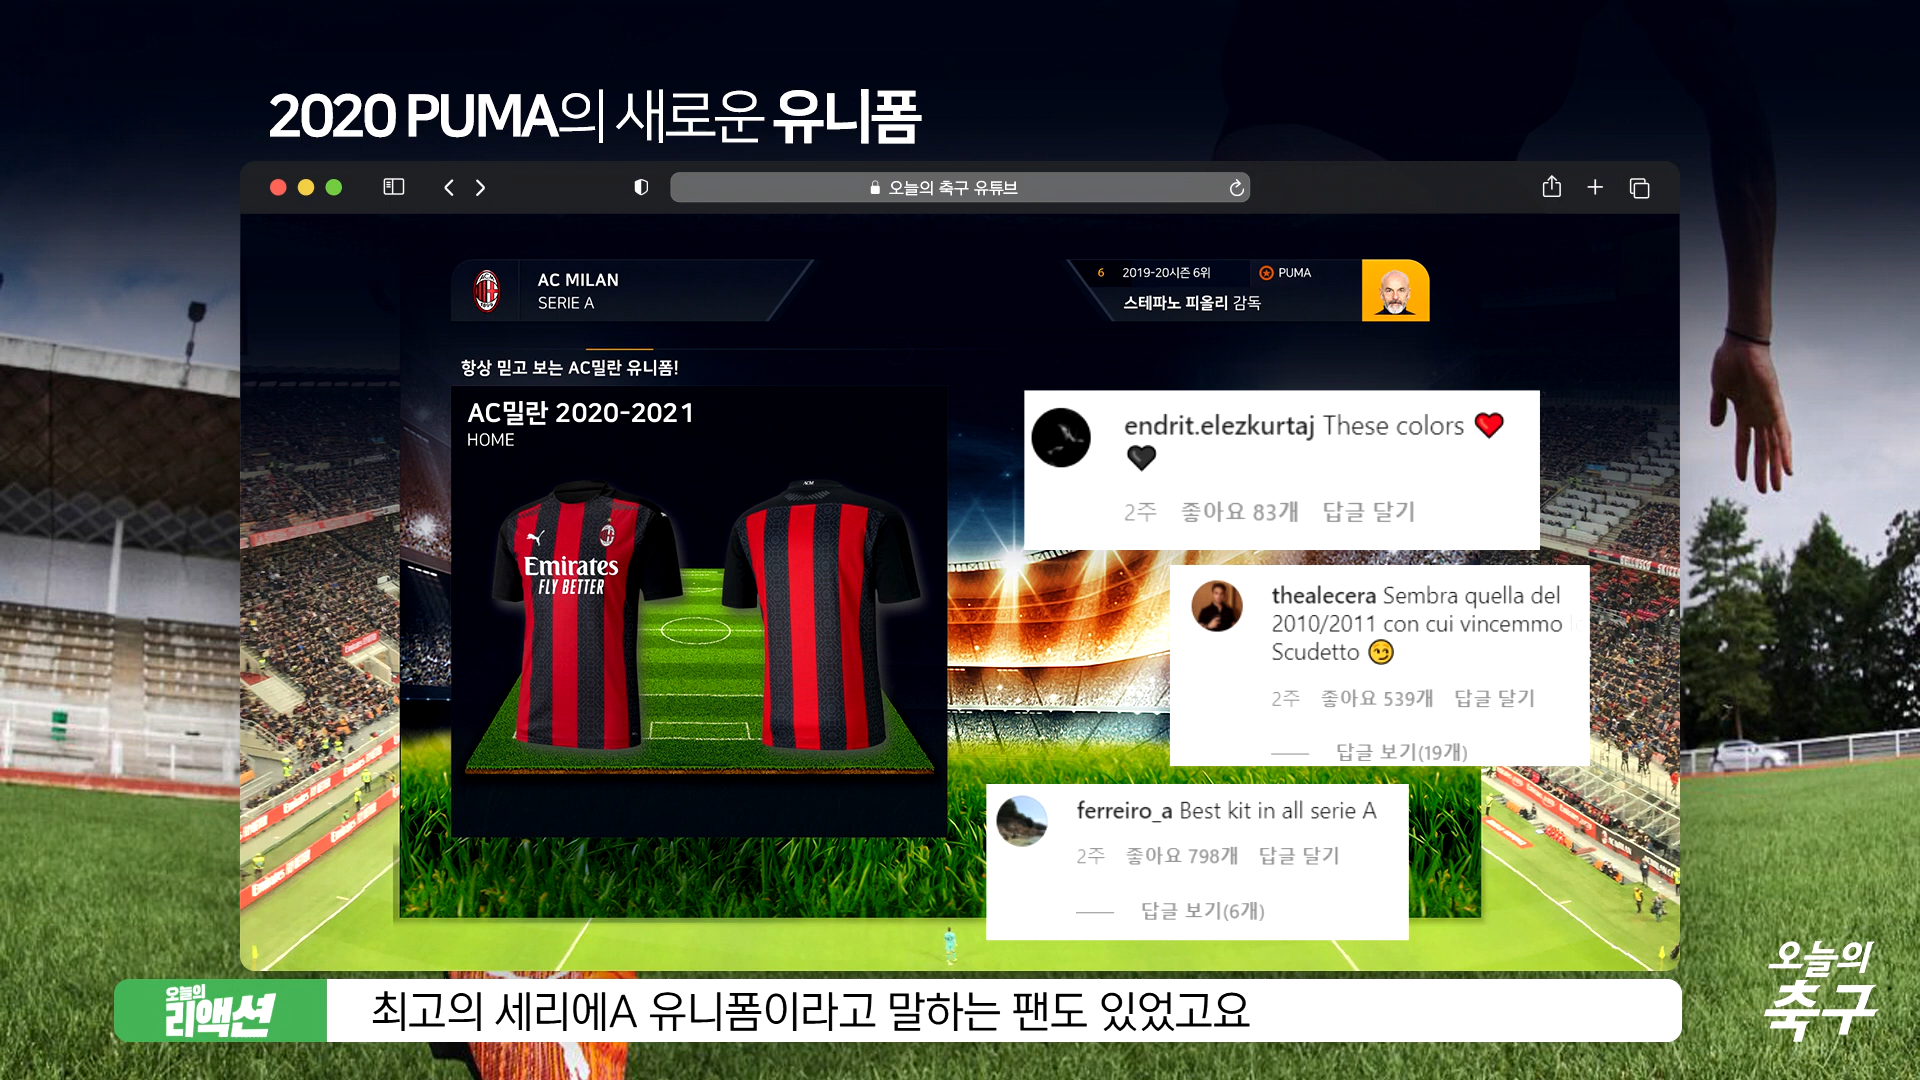 2020 PUMA의 새로운 유니폼
오늘의 축구 유튜브
AC MILAN
SERIE A
6 2019-20시즌 6위 PUMA
스테파노 피올리 감독
항상 믿고 보는 AC밀란 유니폼!
AC밀란 2020-2021
HOME
ACM
Emirates
FLY BETTER
endrit.elezkurtaj These colors ❤️
🖤
2주 좋아요 83개 답글 달기
thealecera Sembra quella del
2010/2011 con cui vincemmo lo
Scudetto 😏
2주 좋아요 539개 답글 달기
답글 보기(19개)
ferreiro_a Best kit in all serie A
2주 좋아요 798개 답글 달기
답글 보기(6개)
오늘의
리액션
최고의 세리에A 유니폼이라고 말하는 팬도 있었고요
오늘의
축구